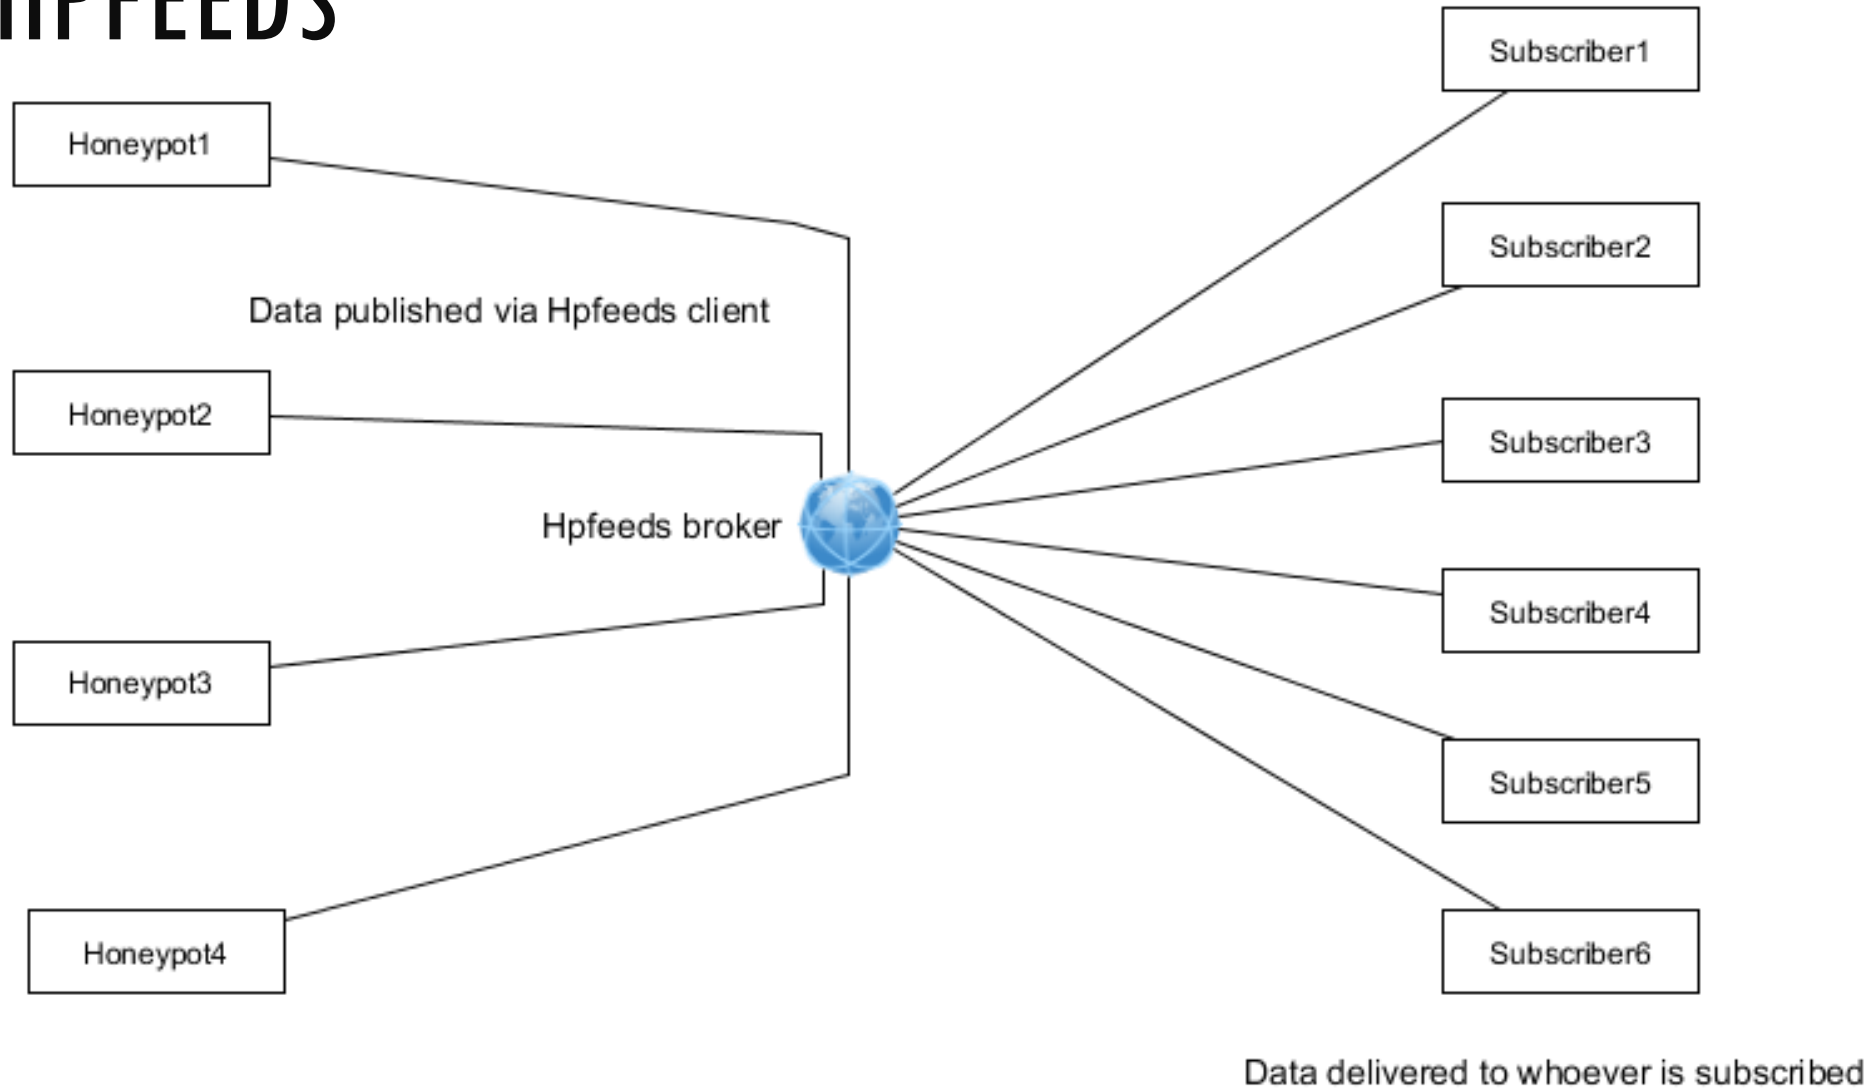 HPFEEDS
Honeypot1
Data published via Hpfeeds client
Honeypot2
Hpfeeds broker
Honeypot3
Honeypot4
Subscriber1
Subscriber2
Subscriber3
Subscriber4
Subscriber5
Subscriber6
Data delivered to whoever is subscribed